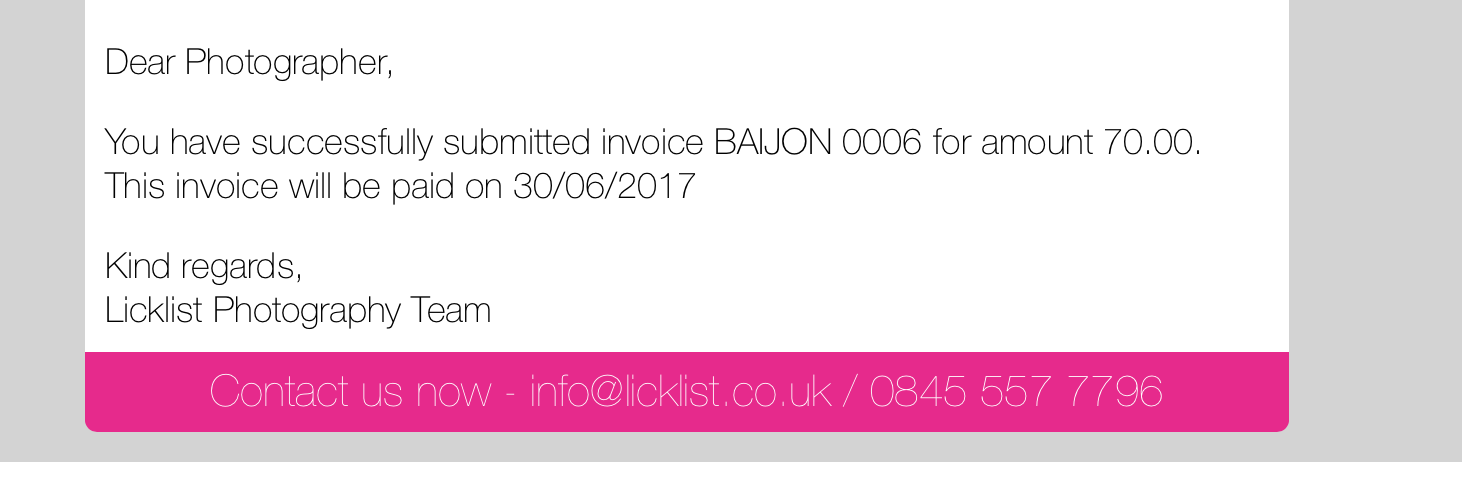 Dear Photographer,
You have successfully submitted invoice BAIJON 0006 for amount 70.00.
This invoice will be paid on 30/06/2017
Kind regards,
Licklist Photography Team
Contact us now - info@licklist.co.uk / 0845 557 7796